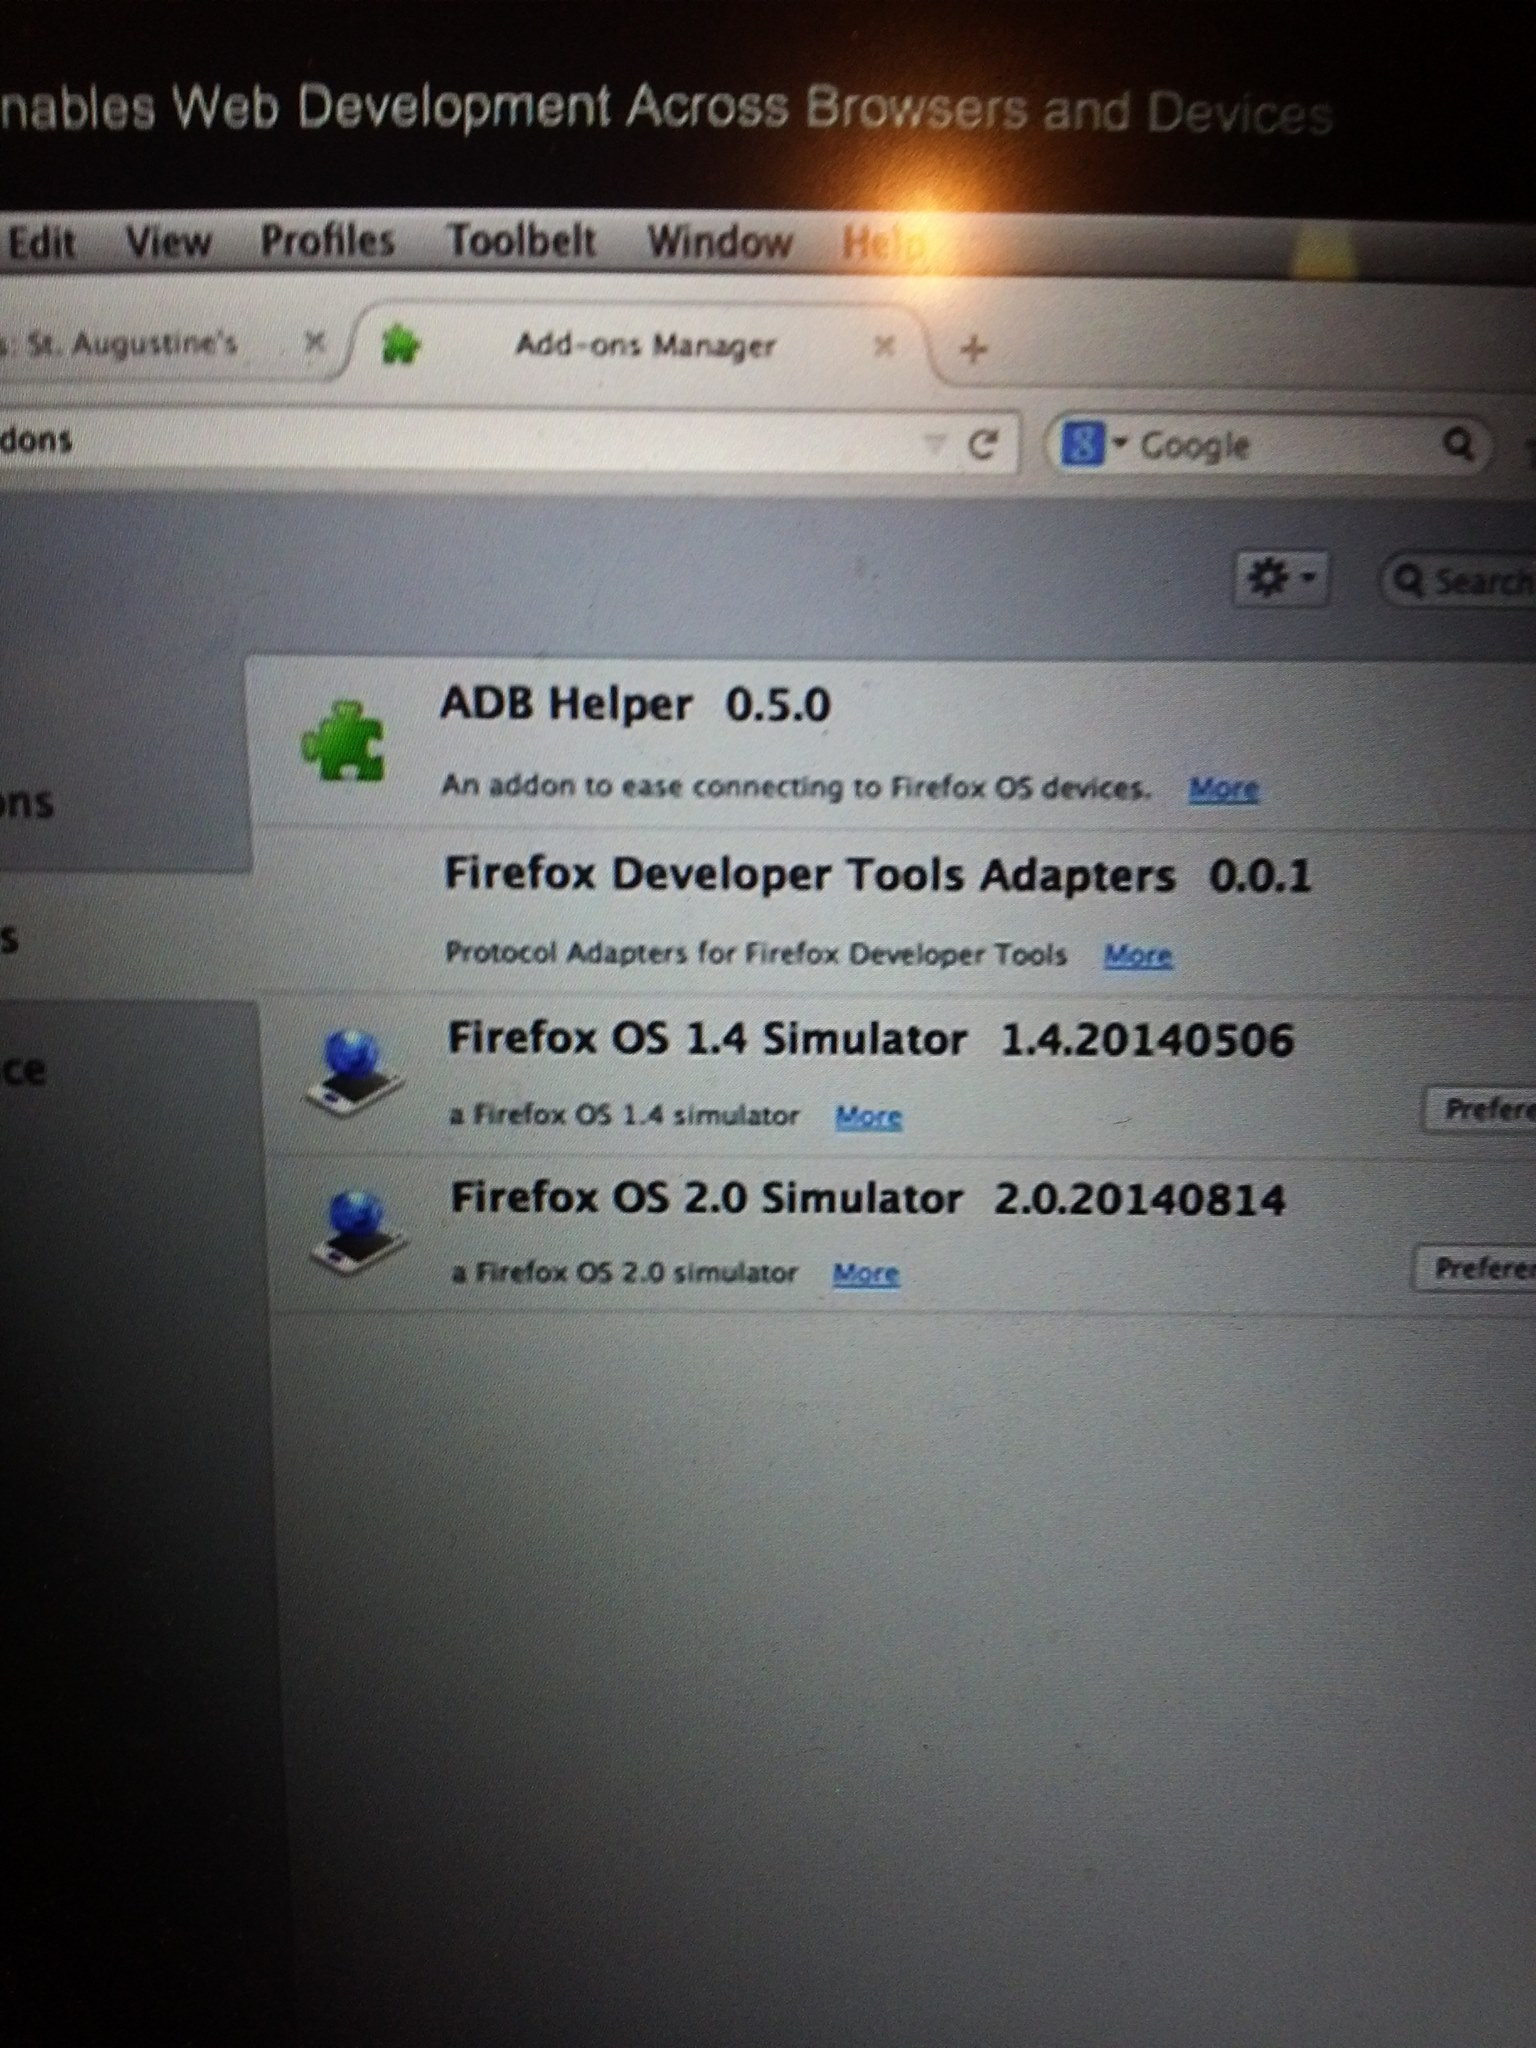 nables Web Development Across Browsers and Devices
Edit View Profiles Toolbelt Window Help
s: St. Augustine's Add-ons Manager
dons Google
Search
ADB Helper 0.5.0
An addon to ease connecting to Firefox OS devices. More
ons
Firefox Developer Tools Adapters 0.0.1
s
Protocol Adapters for Firefox Developer Tools More
Firefox OS 1.4 Simulator 1.4.20140506
ce
a Firefox OS 1.4 simulator More Prefere
Firefox OS 2.0 Simulator 2.0.20140814
a Firefox OS 2.0 simulator More Preferen